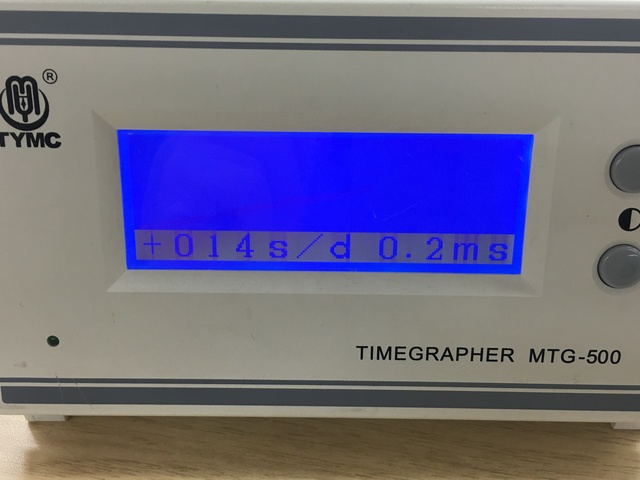 ®
TYMC
+014s/d 0.2ms
TIMEGRAPHER MTG-500